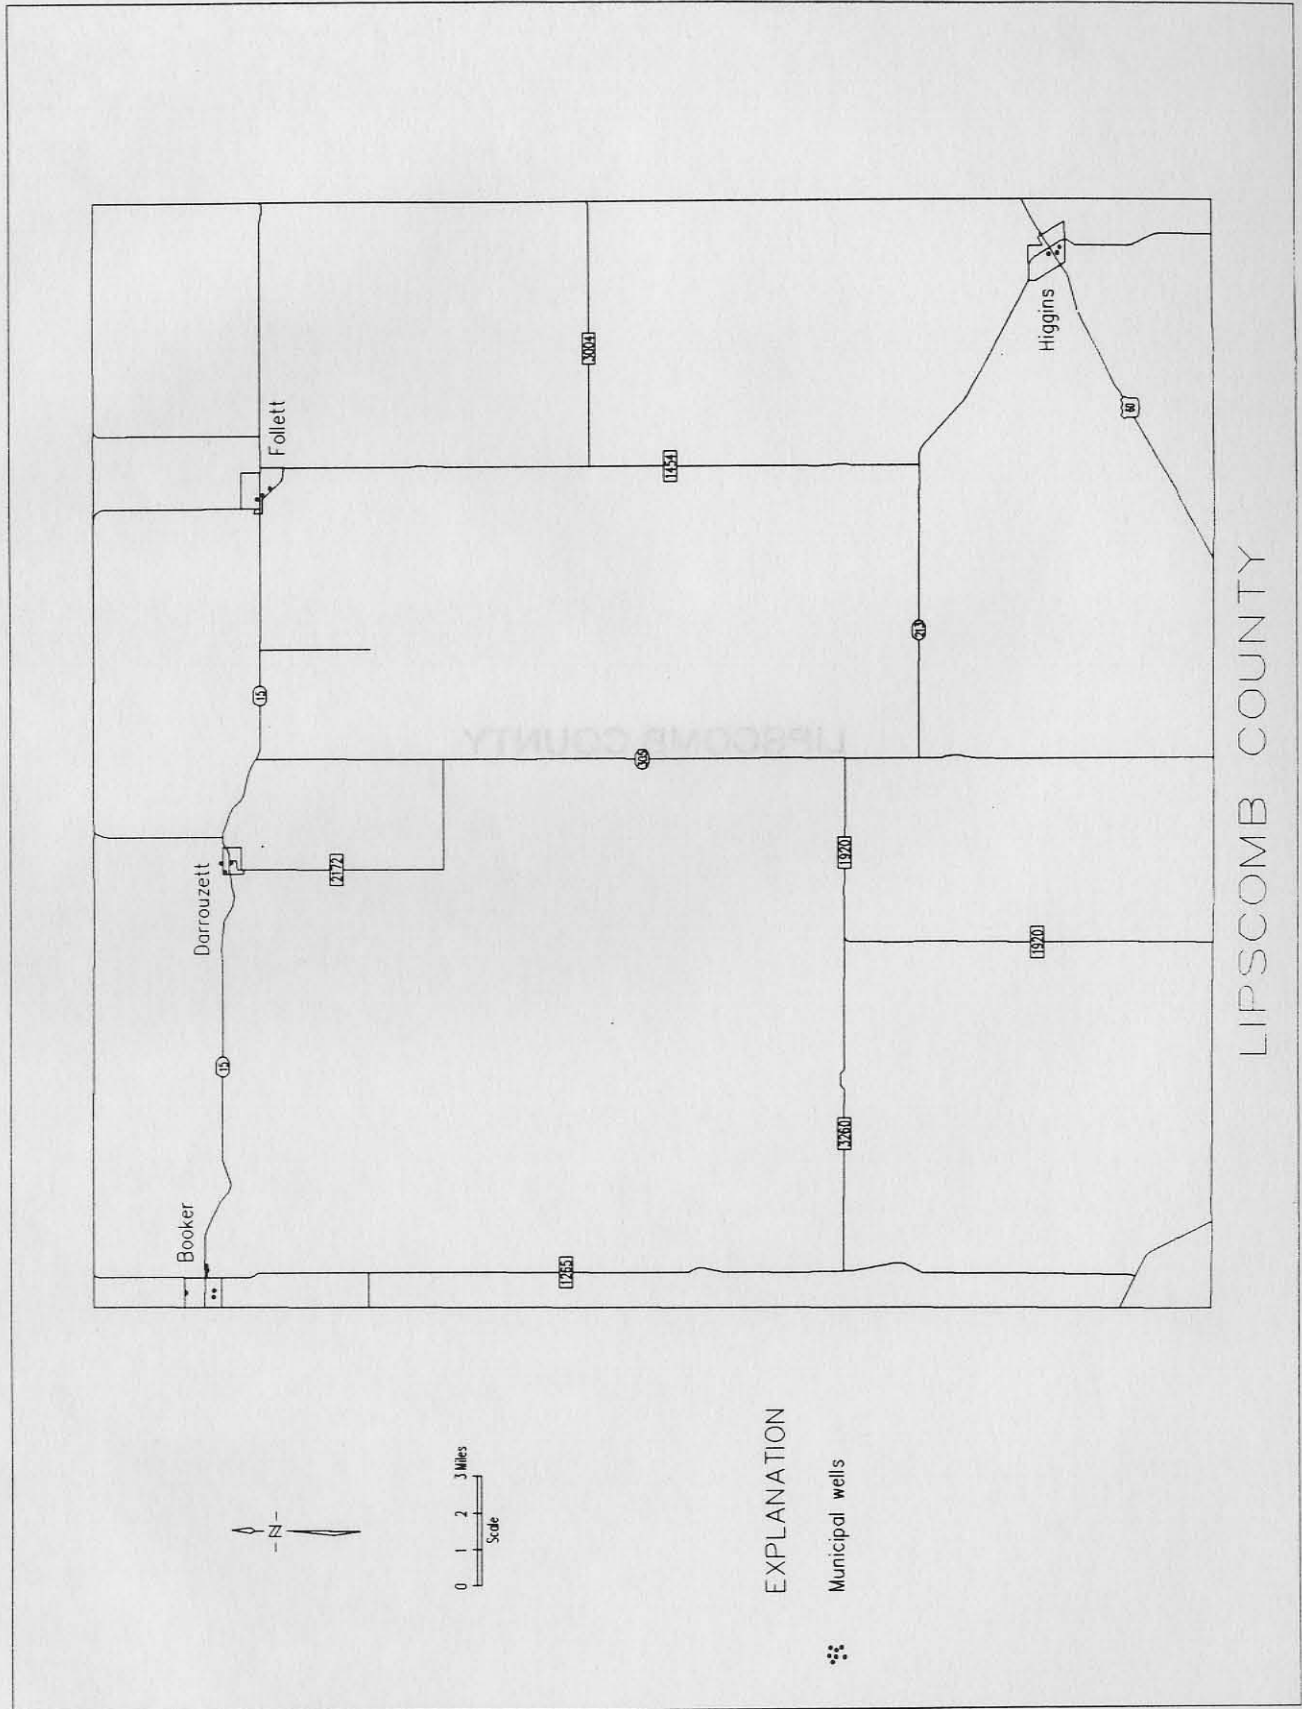 LIPSCOMB COUNTY
Booker
Darrouzett
Follett
Higgins
15
15
2172
3004
1454
305
213
1920
1920
3260
1265
60
-N-
0 1 2 3 Miles
Scale
EXPLANATION
Municipal wells
LIPSCOMB COUNTY